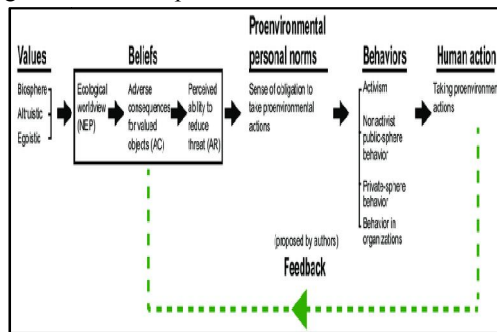 Values
Biosphere
Altruistic
Egoistic
Beliefs
Ecological
worldview
(NEP)
Adverse
consequences
for valued
objects (AC)
Perceived
ability to
reduce
threat (AR)
Proenvironmental
personal norms
Sense of obligation to
take proenvironmental
actions
Behaviors
Activism
Nonactivist
public-sphere
behavior
Private-sphere
behavior
Behavior in
organizations
Human action
Taking proenvironmen
actions
(proposed by authors)
Feedback